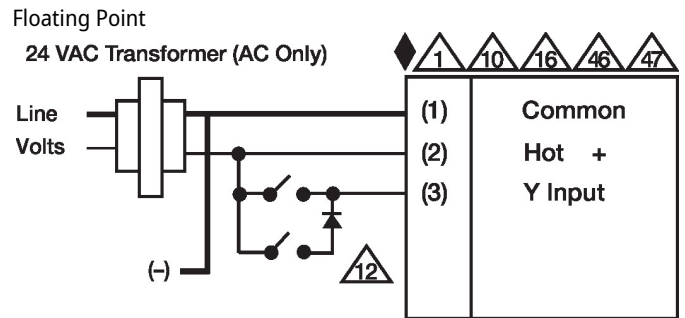 Floating Point
24 VAC Transformer (AC Only)
1 10 16 46 47
Line
Volts
(1) Common
(2) Hot +
(3) Y Input
12
(–)